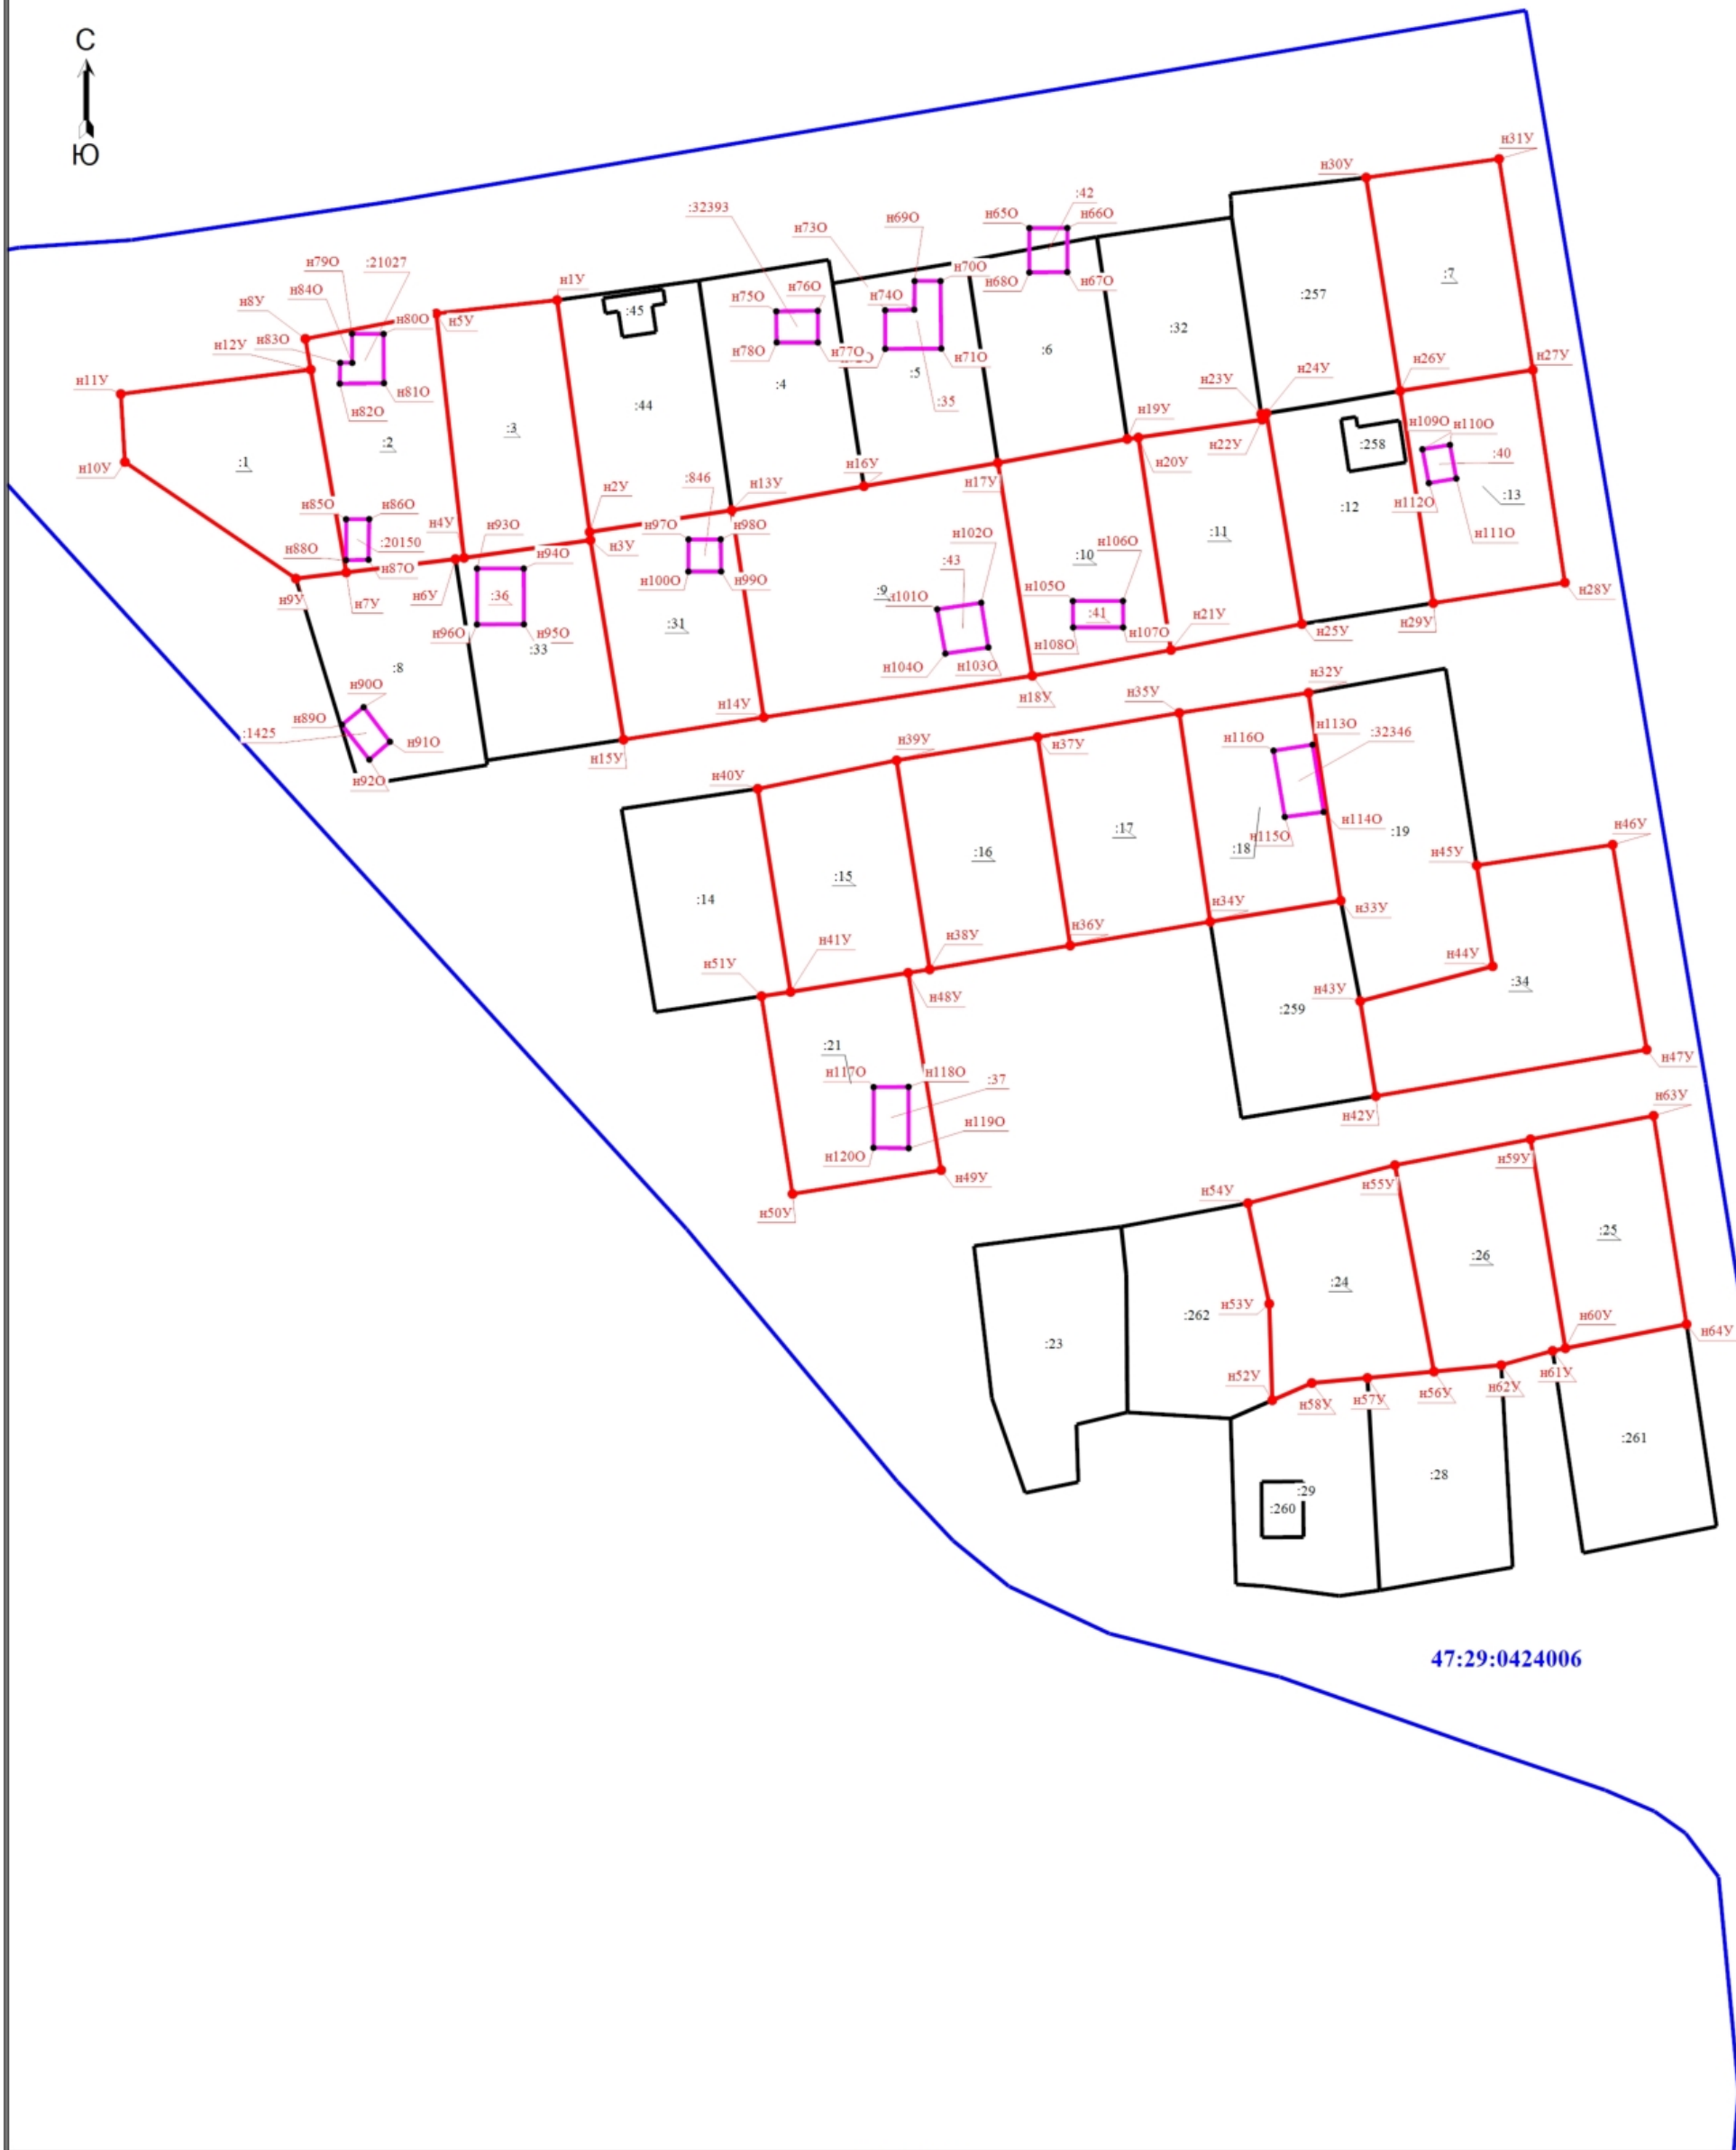 С
Ю
н31У
н30У
:42
:32393
н65О
н66О
н69О
н73О
:7
н79О
:21027
н70О
н1У
н68О
н67О
н84О
н76О
:257
н8У
н75О
н74О
:45
н80О
н5У
:32
н83О
н12У
:6
н78О
н77О
н71О
н26У
н27У
:5
н24У
н11У
:4
н23У
н81О
:35
:44
н82О
н19У
н109О
н110О
:3
:2
н22У
:258
:40
:1
н16У
н20У
н10У
:846
н13У
н17У
н2У
:13
н85О
н86О
н112О
:12
н4У
н93О
н97О
н98О
н102О
:11
н111О
:20150
н106О
н88О
н3У
н94О
:10
:43
н87О
н100О
н99О
н105О
н28У
н9У
н7У
н6У
:36
:9
н101О
:41
н21У
н29У
:31
н96О
н95О
н107О
н25У
:33
н108О
:8
н104О
н103О
н32У
н90О
н14У
н18У
н35У
н89О
н113О
:1425
н91О
н39У
н37У
н116О
:32346
н15У
н92О
н40У
н114О
н46У
:17
:19
н115О
:18
н45У
:16
:15
:14
н34У
н33У
н41У
н38У
н36У
н51У
н44У
:34
н43У
н48У
:259
:21
н47У
н117О
н118О
:37
н63У
н42У
н119О
н120О
н59У
н49У
н55У
н54У
н50У
:25
:26
:24
н53У
:262
н60У
:23
н64У
н52У
н61У
н62У
н56У
н57У
н58У
:261
:28
:29
:260
47:29:0424006